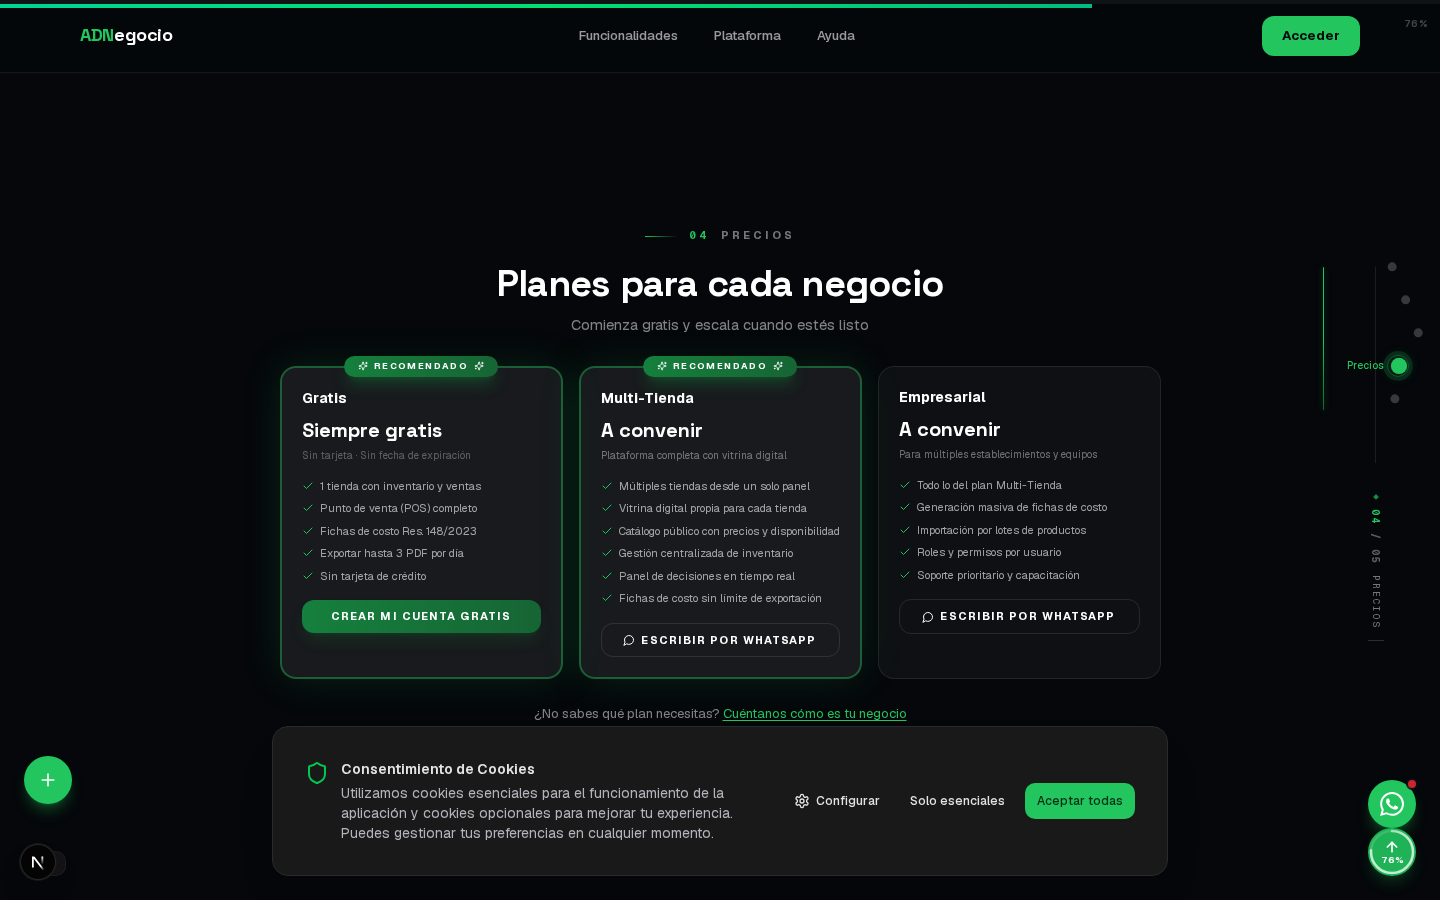 ADNegocio
Funcionalidades
Plataforma
Ayuda
Acceder
76%
04 PRECIOS
Planes para cada negocio
Comienza gratis y escala cuando estés listo
RECOMENDADO
Gratis
Siempre gratis
Sin tarjeta · Sin fecha de expiración
1 tienda con inventario y ventas
Punto de venta (POS) completo
Fichas de costo Res. 148/2023
Exportar hasta 3 PDF por día
Sin tarjeta de crédito
CREAR MI CUENTA GRATIS
RECOMENDADO
Multi-Tienda
A convenir
Plataforma completa con vitrina digital
Múltiples tiendas desde un solo panel
Vitrina digital propia para cada tienda
Catálogo público con precios y disponibilidad
Gestión centralizada de inventario
Panel de decisiones en tiempo real
Fichas de costo sin límite de exportación
ESCRIBIR POR WHATSAPP
Empresarial
A convenir
Para múltiples establecimientos y equipos
Todo lo del plan Multi-Tienda
Generación masiva de fichas de costo
Importación por lotes de productos
Roles y permisos por usuario
Soporte prioritario y capacitación
ESCRIBIR POR WHATSAPP
Precios
04 / 05 PRECIOS
¿No sabes qué plan necesitas? Cuéntanos cómo es tu negocio
Consentimiento de Cookies
Utilizamos cookies esenciales para el funcionamiento de la
aplicación y cookies opcionales para mejorar tu experiencia.
Puedes gestionar tus preferencias en cualquier momento.
Configurar
Solo esenciales
Aceptar todas
N
76%